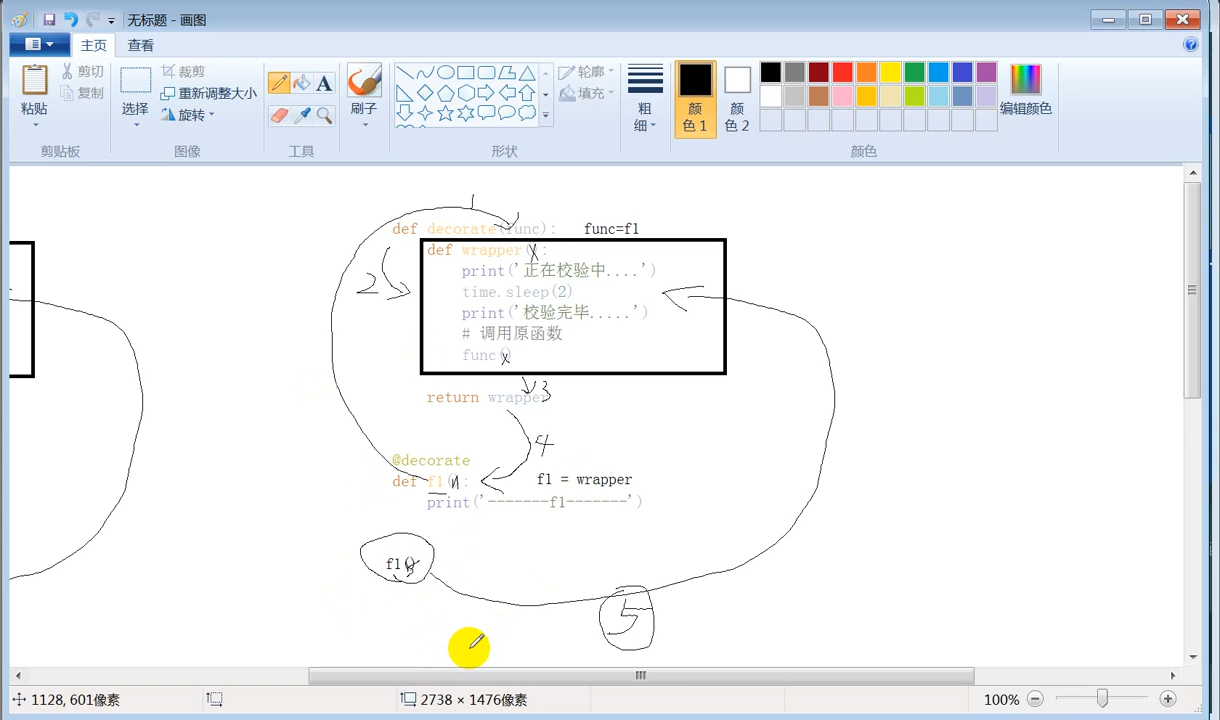 无标题 - 画图
主页 查看
粘贴
剪切
复制
剪贴板
选择
裁剪
重新调整大小
旋转
图像
A
工具
刷子
轮廓
填充
形状
粗细
颜色 1
颜色 2
编辑颜色
颜色
1
def decorate(func): func=f1
def wrapper():
2
print('正在校验中....')
time.sleep(2)
print('校验完毕.....')
# 调用原函数
func()
3
return wrapper
4
@decorate
def f1(): f1 = wrapper
print('-------f1-------')
f1()
5
1128, 601像素 2738 × 1476像素 100%